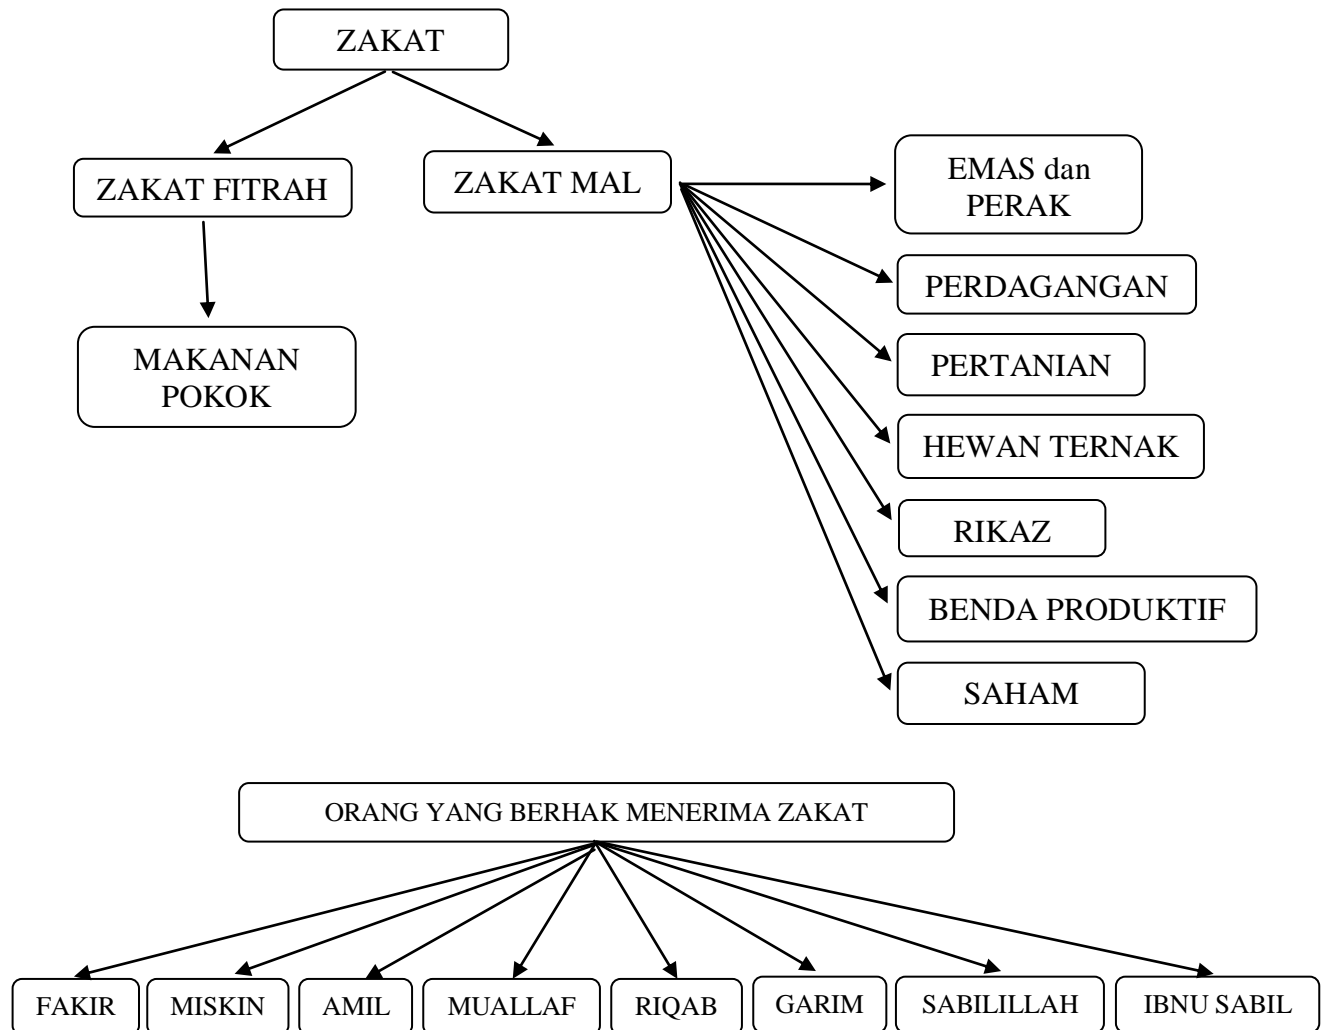 ZAKAT
ZAKAT FITRAH
ZAKAT MAL
EMAS dan
PERAK
PERDAGANGAN
MAKANAN
POKOK
PERTANIAN
HEWAN TERNAK
RIKAZ
BENDA PRODUKTIF
SAHAM
ORANG YANG BERHAK MENERIMA ZAKAT
FAKIR
MISKIN
AMIL
MUALLAF
RIQAB
GARIM
SABILILLAH
IBNU SABIL